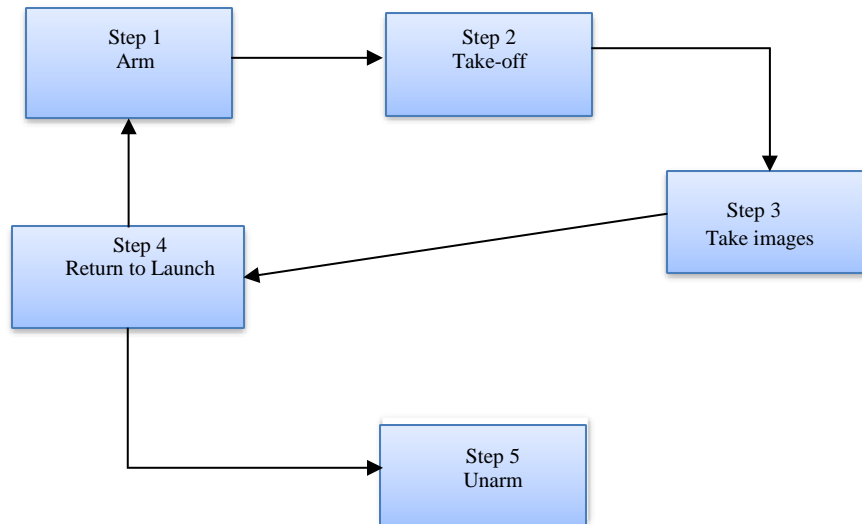 Step 1
Arm
Step 2
Take-off
Step 3
Take images
Step 4
Return to Launch
Step 5
Unarm